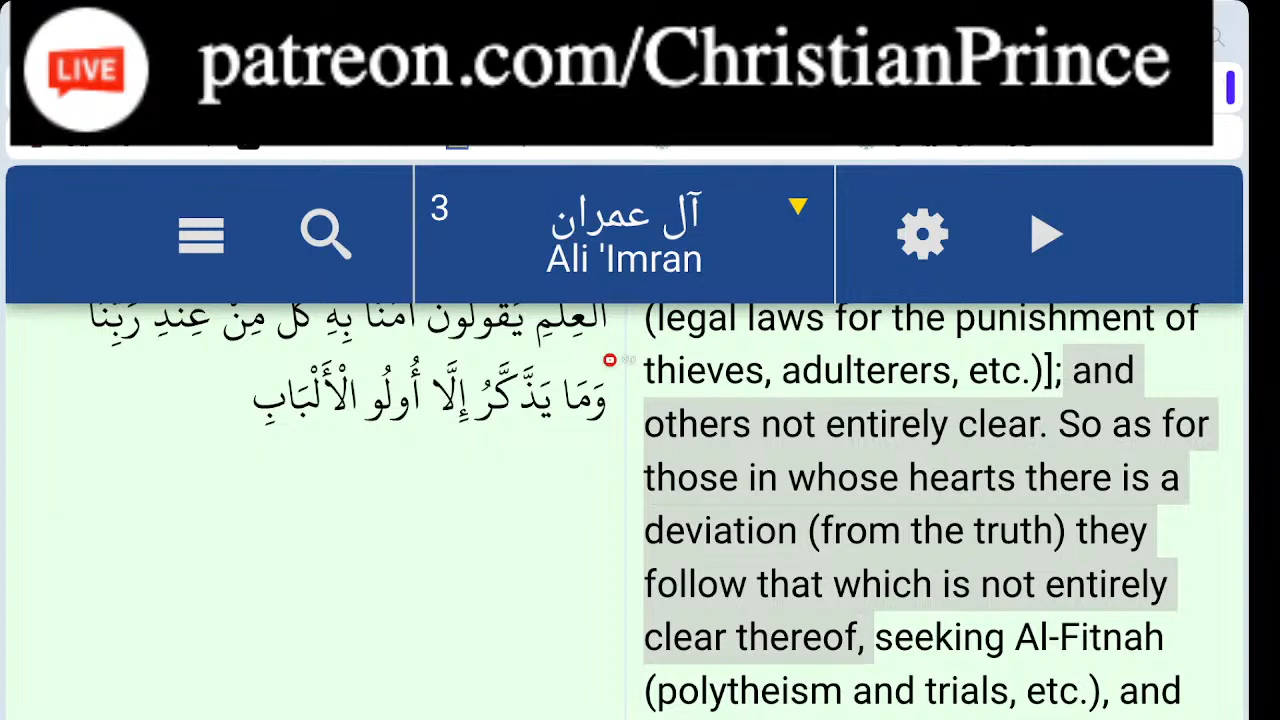 LIVE
patreon.com/ChristianPrince
3
آل عمران
Ali 'Imran
الْعِلْمِ يَقُولُونَ آمَنَّا بِهِ كُلٌّ مِنْ عِنْدِ رَبِّنَا
وَمَا يَذَّكَّرُ إِلَّا أُولُو الْأَلْبَابِ
(legal laws for the punishment of
thieves, adulterers, etc.)]; and
others not entirely clear. So as for
those in whose hearts there is a
deviation (from the truth) they
follow that which is not entirely
clear thereof, seeking Al-Fitnah
(polytheism and trials, etc.), and